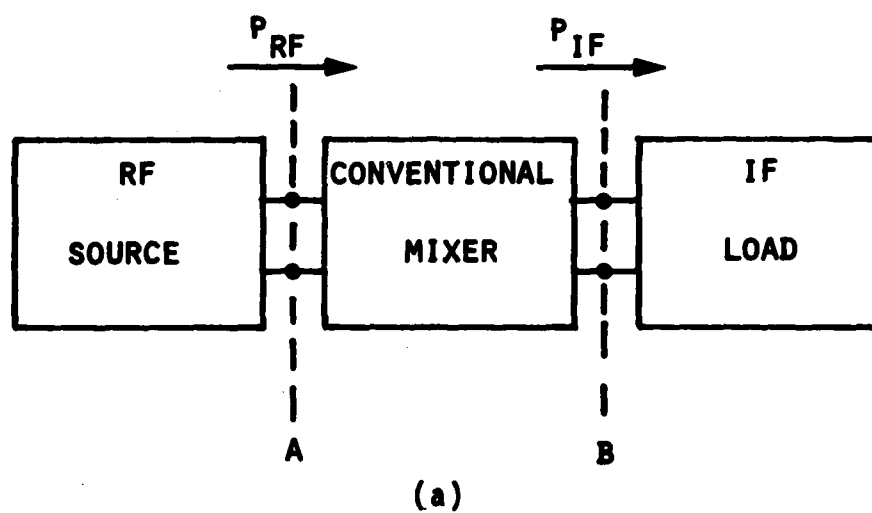 P_RF P_IF
RF CONVENTIONAL IF
SOURCE MIXER LOAD
A B
(a)